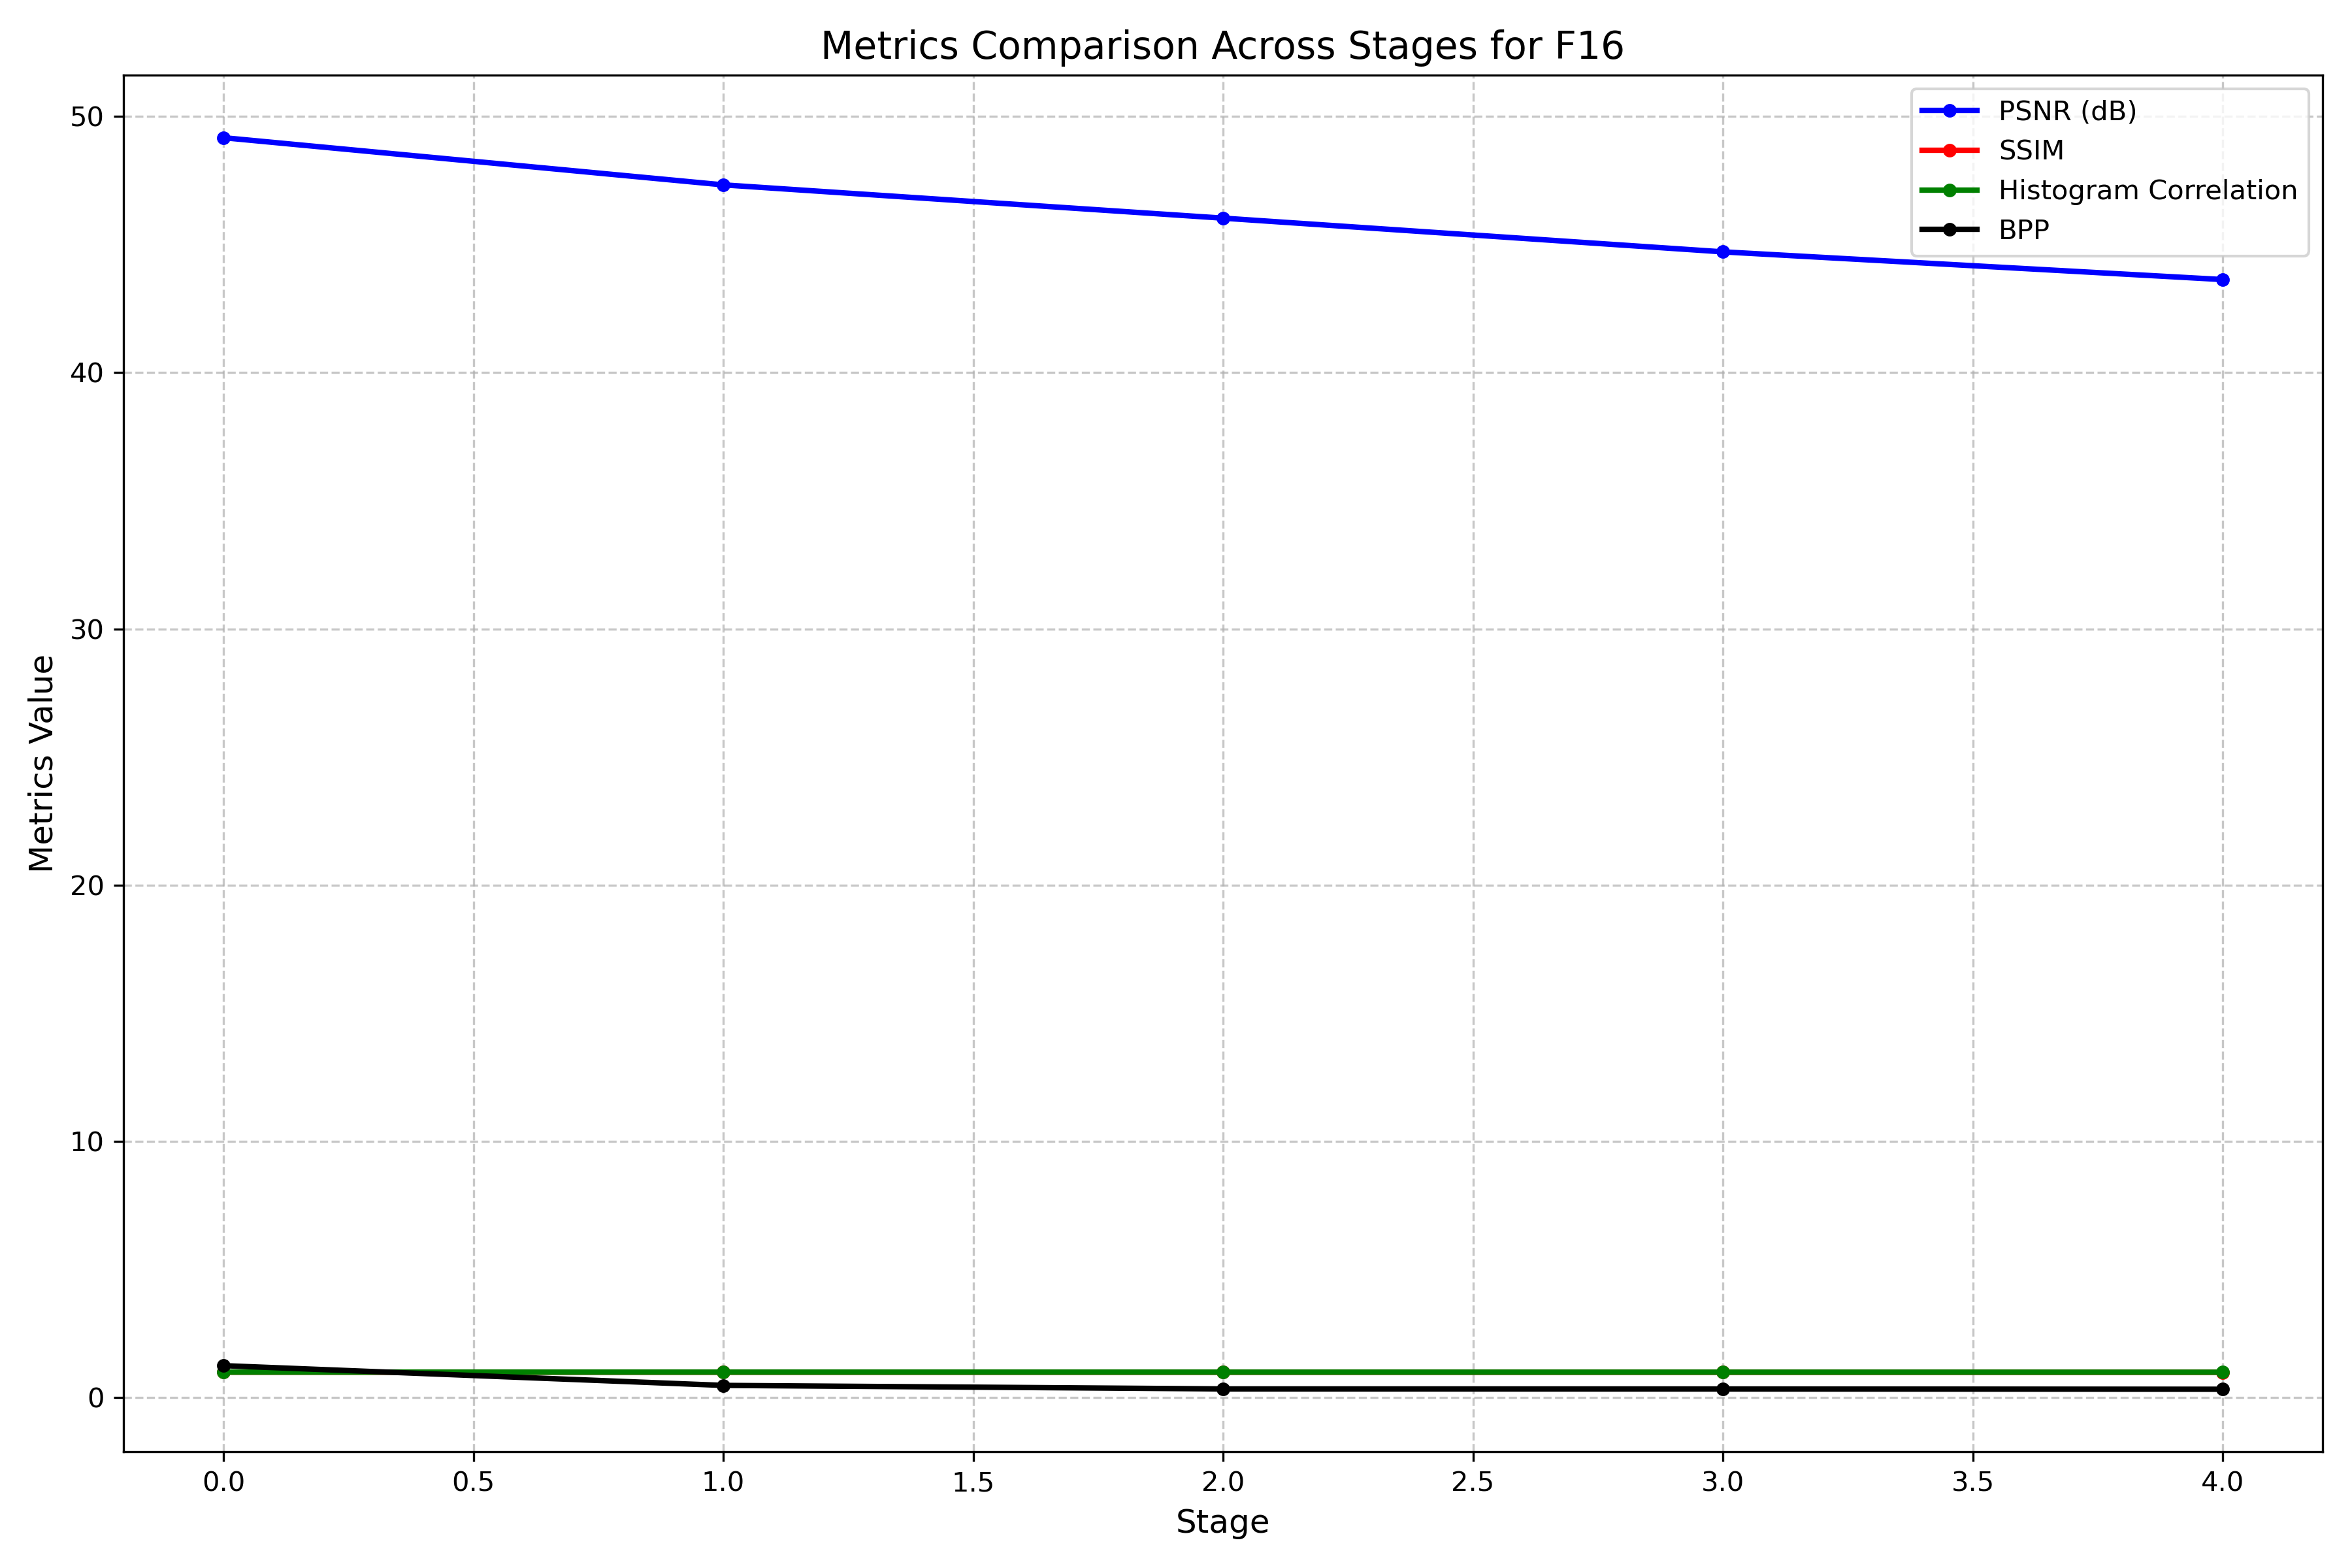 Metrics Comparison Across Stages for F16
PSNR (dB)
SSIM
Histogram Correlation
BPP
50
40
30
20
10
0
Metrics Value
0.0 0.5 1.0 1.5 2.0 2.5 3.0 3.5 4.0
Stage